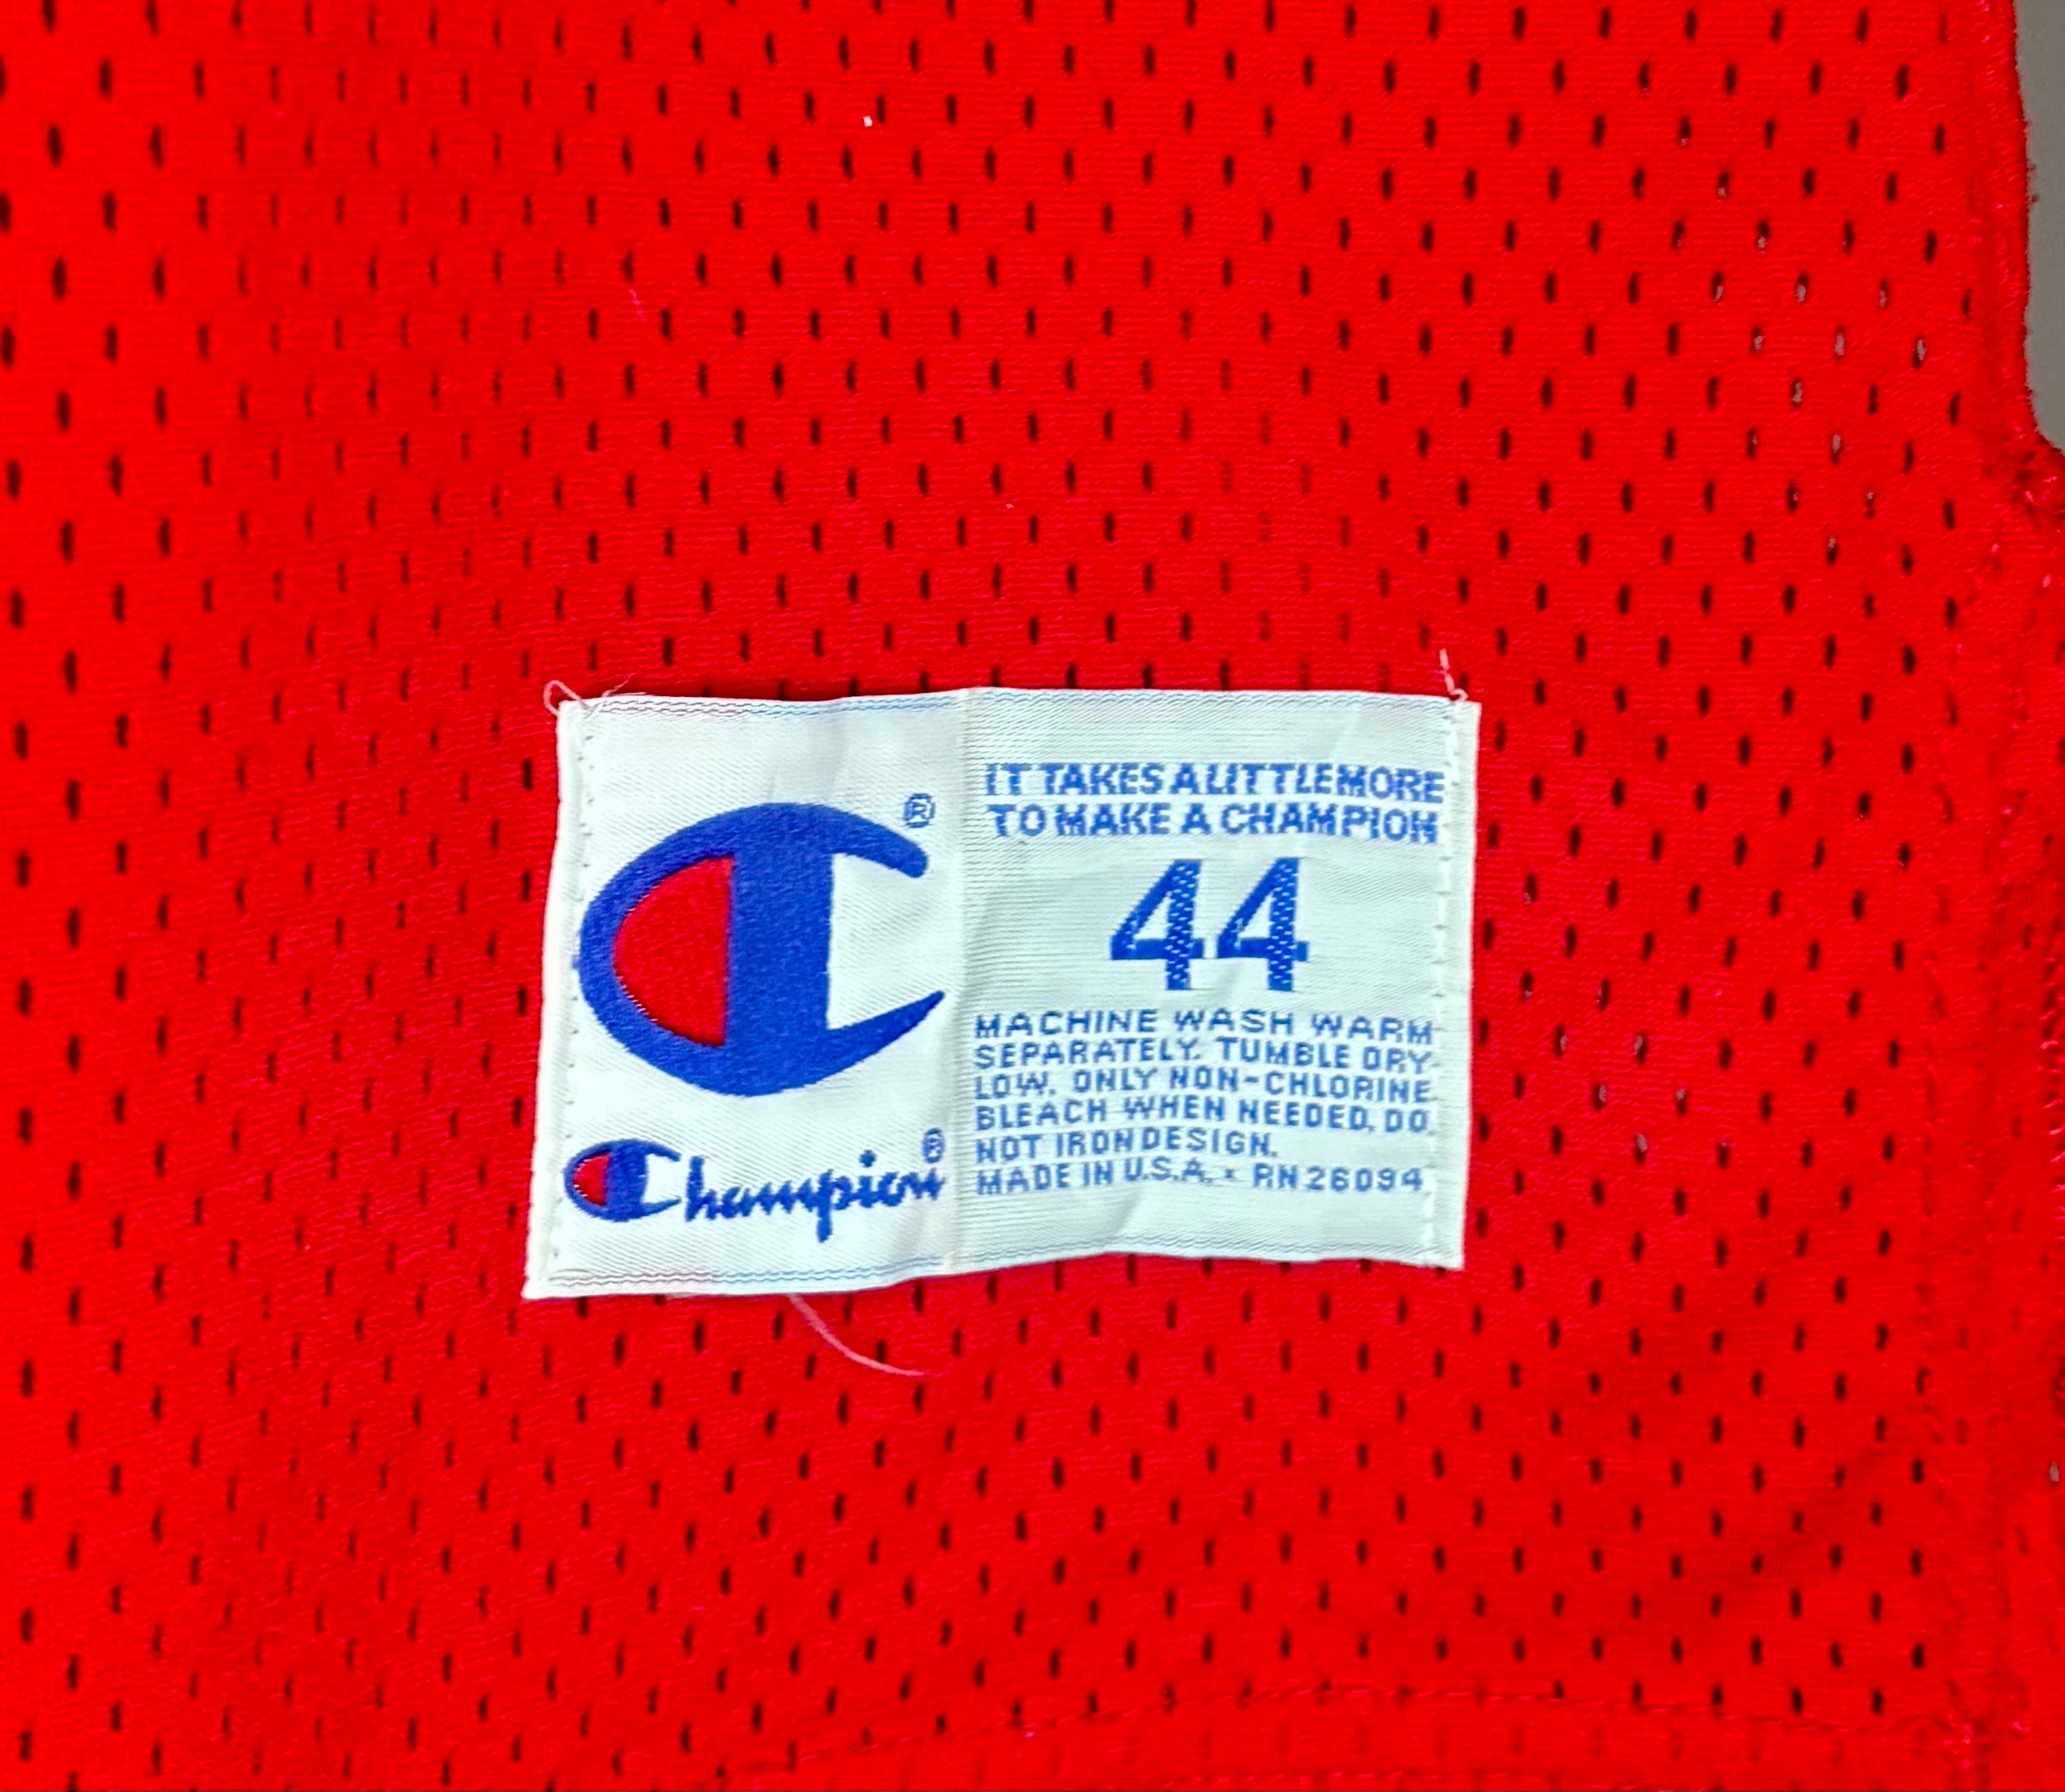 ®
Champion®
IT TAKES A LITTLE MORE
TO MAKE A CHAMPION
44
MACHINE WASH WARM
SEPARATELY. TUMBLE DRY
LOW. ONLY NON-CHLORINE
BLEACH WHEN NEEDED. DO
NOT IRON DESIGN.
MADE IN U.S.A. * RN 26094